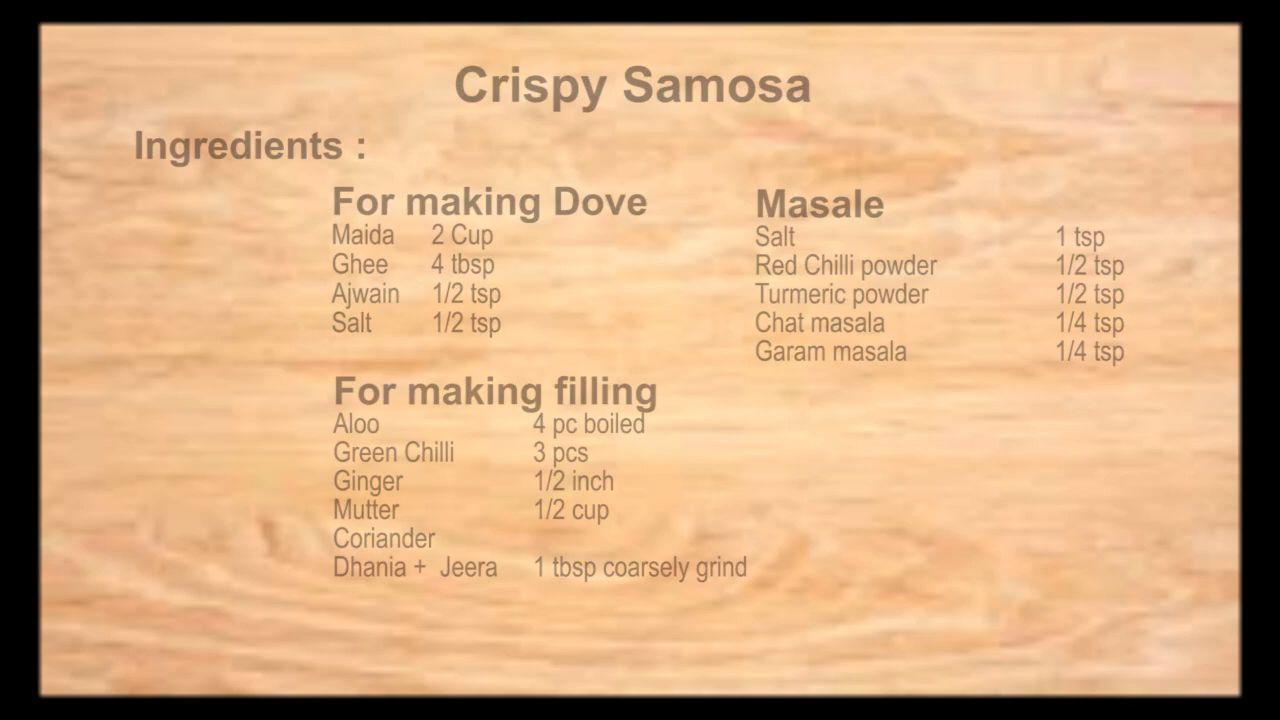 Crispy Samosa
Ingredients :
For making Dove
Maida 2 Cup
Ghee 4 tbsp
Ajwain 1/2 tsp
Salt 1/2 tsp
Masale
Salt 1 tsp
Red Chilli powder 1/2 tsp
Turmeric powder 1/2 tsp
Chat masala 1/4 tsp
Garam masala 1/4 tsp
For making filling
Aloo 4 pc boiled
Green Chilli 3 pcs
Ginger 1/2 inch
Mutter 1/2 cup
Coriander
Dhania + Jeera 1 tbsp coarsely grind